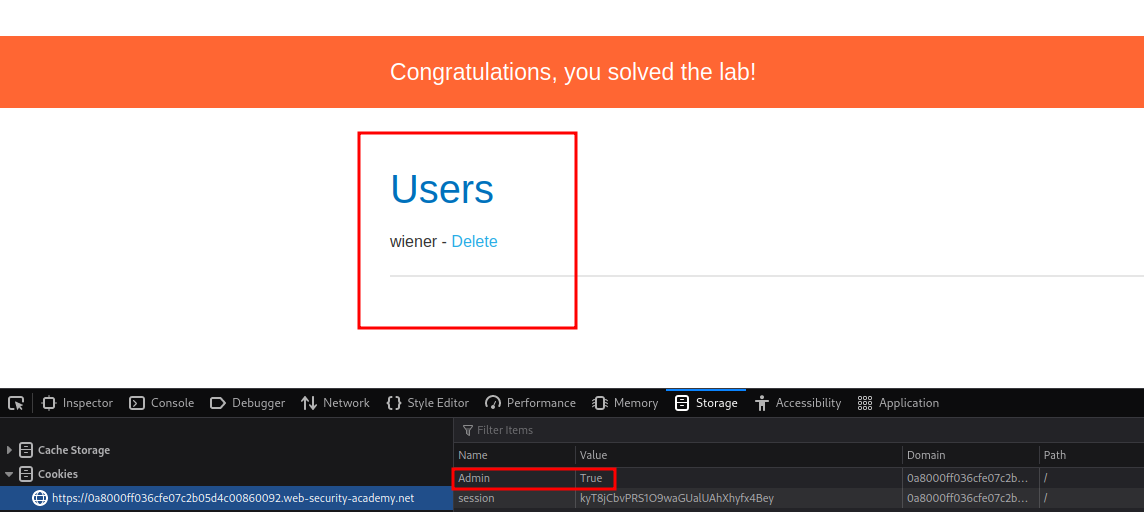 Congratulations, you solved the lab!
Users
wiener - Delete
Inspector Console Debugger Network Style Editor Performance Memory Storage Accessibility Application
Filter Items
Cache Storage
Cookies
https://0a8000ff036cfe07c2b05d4c00860092.web-security-academy.net
Name Value Domain Path
Admin True 0a8000ff036cfe07c2b... /
session kyT8jCbvPRS1O9waGUalUAhXhyfx4Bey 0a8000ff036cfe07c2b... /